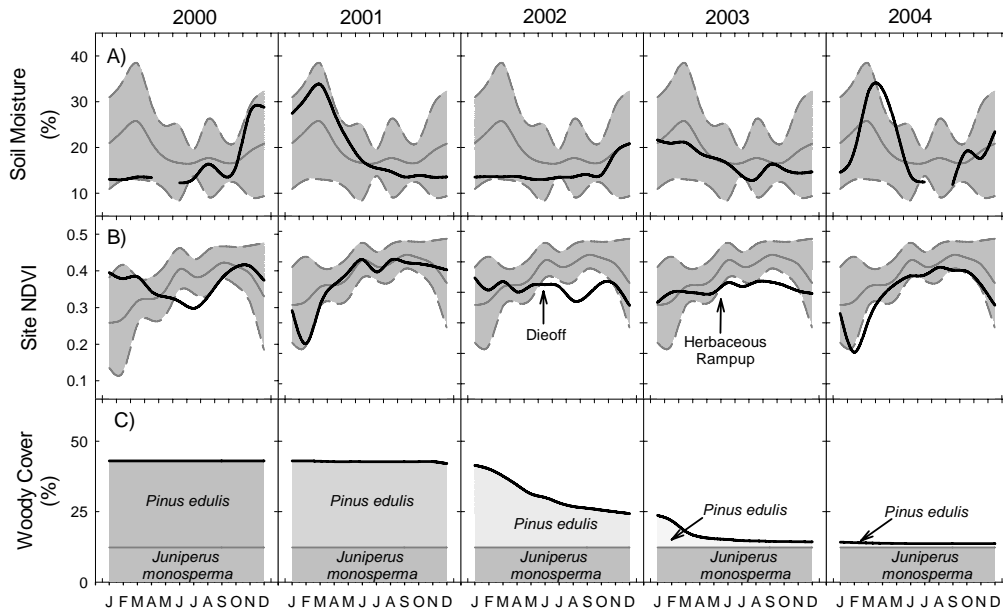 2000 2001 2002 2003 2004
A)
Soil Moisture
(%)
40
30
20
10
B)
Site NDVI
0.5
0.4
0.3
0.2
0.1
Dieoff
Herbaceous
Rampup
C)
Woody Cover
(%)
50
25
0
Pinus edulis
Pinus edulis
Pinus edulis
Pinus edulis
Pinus edulis
Juniperus
monosperma
Juniperus
monosperma
Juniperus
monosperma
Juniperus
monosperma
Juniperus
monosperma
J F M A M J J A S O N D J F M A M J J A S O N D J F M A M J J A S O N D J F M A M J J A S O N D J F M A M J J A S O N D